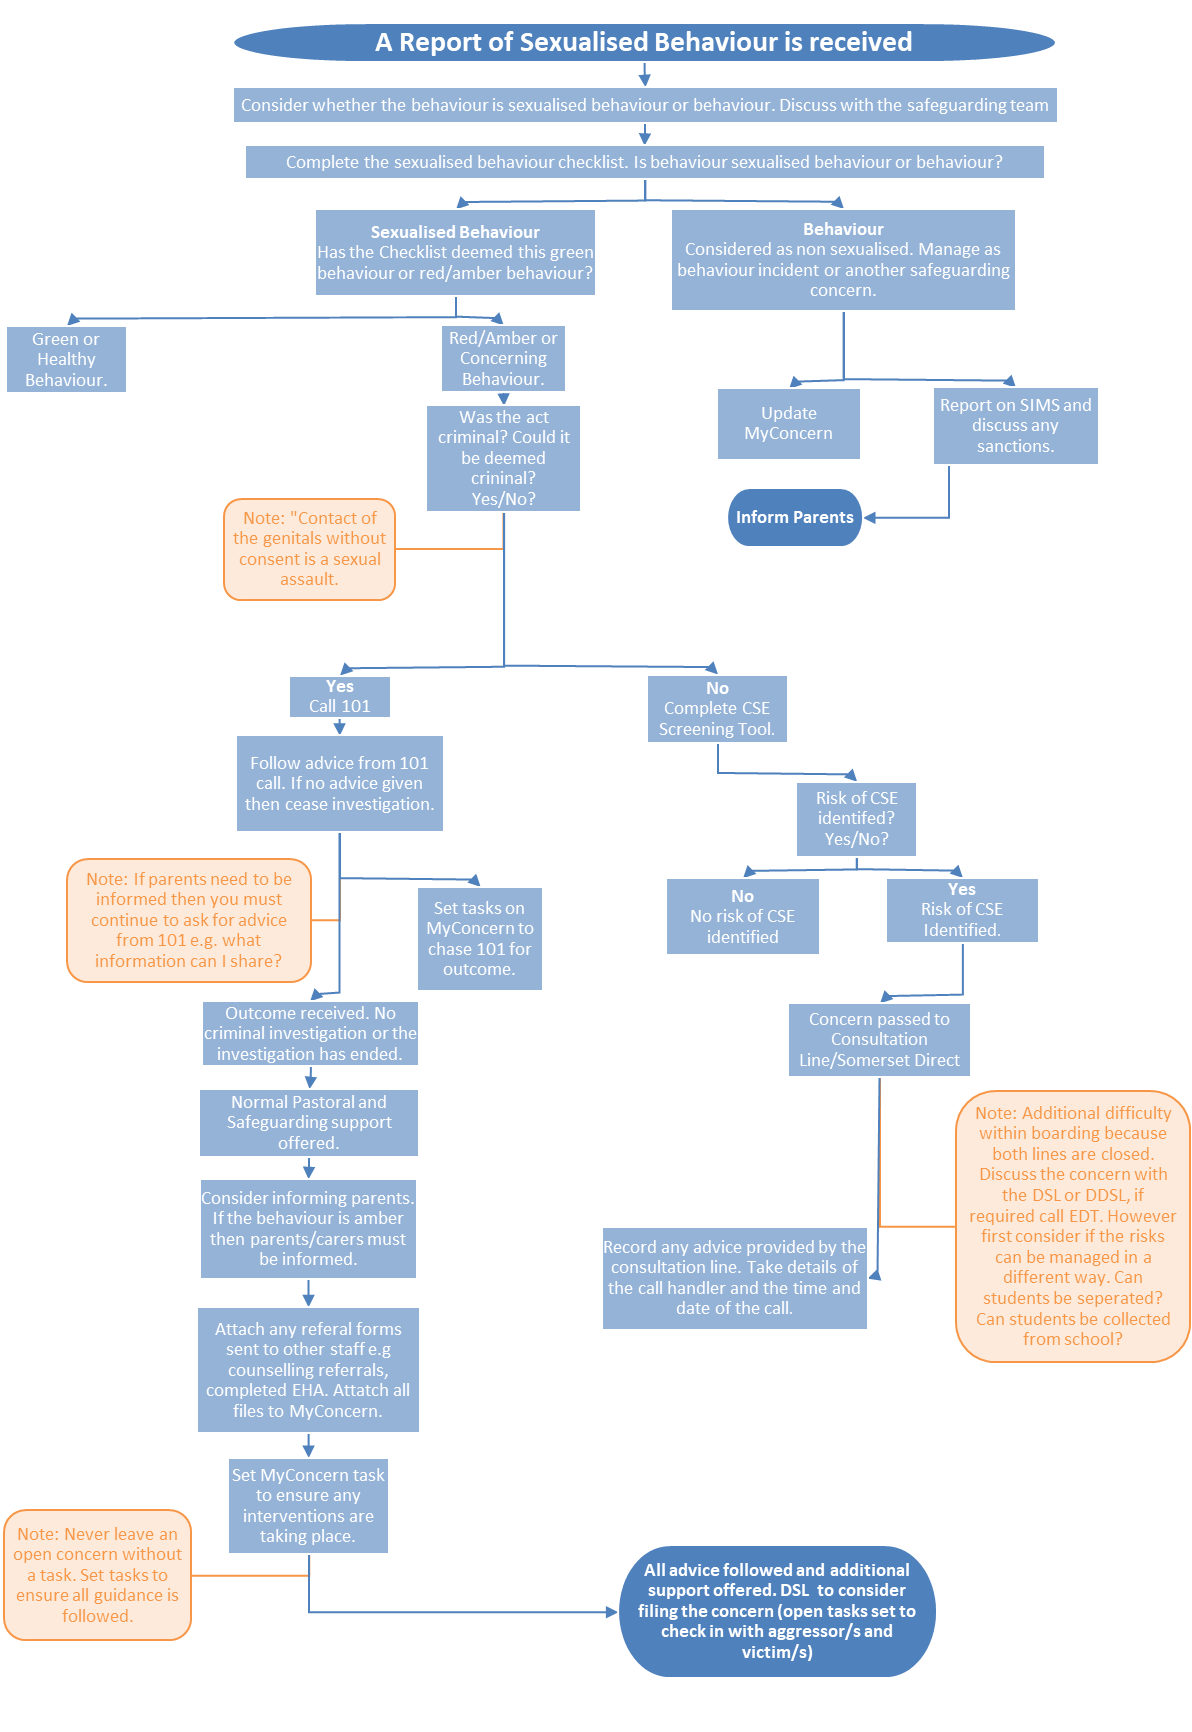 A Report of Sexualised Behaviour is received
Consider whether the behaviour is sexualised behaviour or behaviour. Discuss with the safeguarding team
Complete the sexualised behaviour checklist. Is behaviour sexualised behaviour or behaviour?
Sexualised Behaviour
Has the Checklist deemed this green
behaviour or red/amber behaviour?
Behaviour
Considered as non sexualised. Manage as
behaviour incident or another safeguarding
concern.
Green or
Healthy
Behaviour.
Red/Amber or
Concerning
Behaviour.
Update
MyConcern
Report on SIMS and
discuss any
sanctions.
Was the act
criminal? Could it
be deemed
crininal?
Yes/No?
Inform Parents
Note: "Contact of
the genitals without
consent is a sexual
assault.
Yes
Call 101
No
Complete CSE
Screening Tool.
Follow advice from 101
call. If no advice given
then cease investigation.
Risk of CSE
identifed?
Yes/No?
Note: If parents need to be
informed then you must
continue to ask for advice
from 101 e.g. what
information can I share?
Set tasks on
MyConcern to
chase 101 for
outcome.
No
No risk of CSE
identified
Yes
Risk of CSE
Identified.
Outcome received. No
criminal investigation or the
investigation has ended.
Concern passed to
Consultation
Line/Somerset Direct
Normal Pastoral and
Safeguarding support
offered.
Note: Additional difficulty
within boarding because
both lines are closed.
Discuss the concern with
the DSL or DDSL, if
required call EDT. However
first consider if the risks
can be managed in a
different way. Can
students be seperated?
Can students be collected
from school?
Consider informing parents.
If the behaviour is amber
then parents/carers must
be informed.
Record any advice provided by the
consultation line. Take details of
the call handler and the time and
date of the call.
Attach any referal forms
sent to other staff e.g
counselling referrals,
completed EHA. Attatch all
files to MyConcern.
Set MyConcern task
to ensure any
interventions are
taking place.
Note: Never leave an
open concern without
a task. Set tasks to
ensure all guidance is
followed.
All advice followed and additional
support offered. DSL  to consider
filing the concern (open tasks set to
check in with aggressor/s and
victim/s)